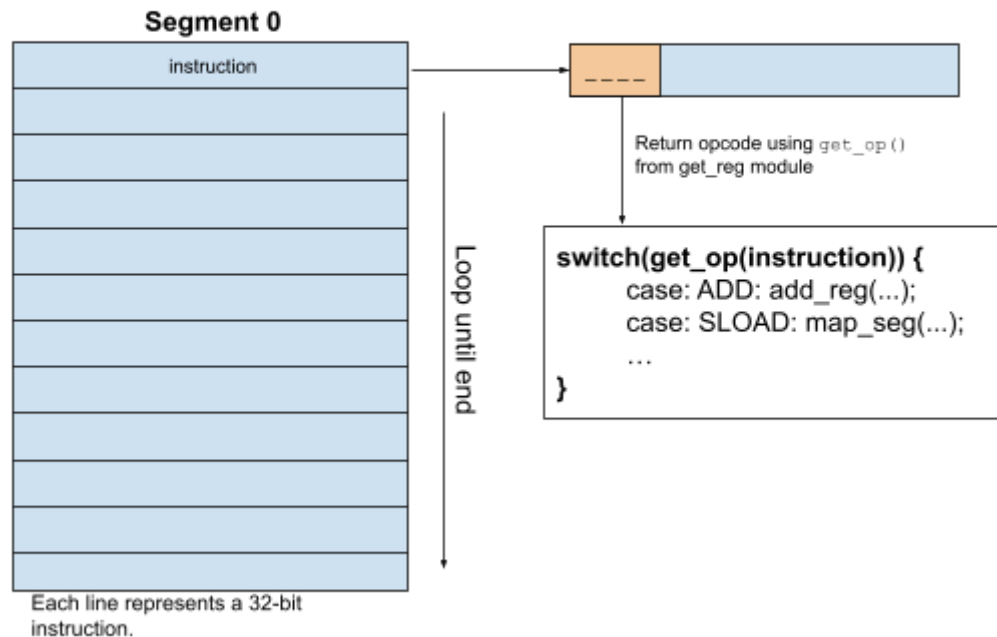 Segment 0
instruction
_ _ _ _
Return opcode using get_op()
from get_reg module
Loop until end
switch(get_op(instruction)) {
case: ADD: add_reg(...);
case: SLOAD: map_seg(...);
...
}
Each line represents a 32-bit
instruction.